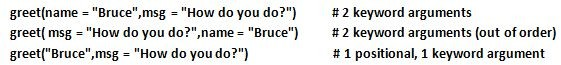 greet(name = "Bruce",msg = "How do you do?") # 2 keyword arguments
greet( msg = "How do you do?",name = "Bruce") # 2 keyword arguments (out of order)
greet("Bruce",msg = "How do you do?") # 1 positional, 1 keyword argument